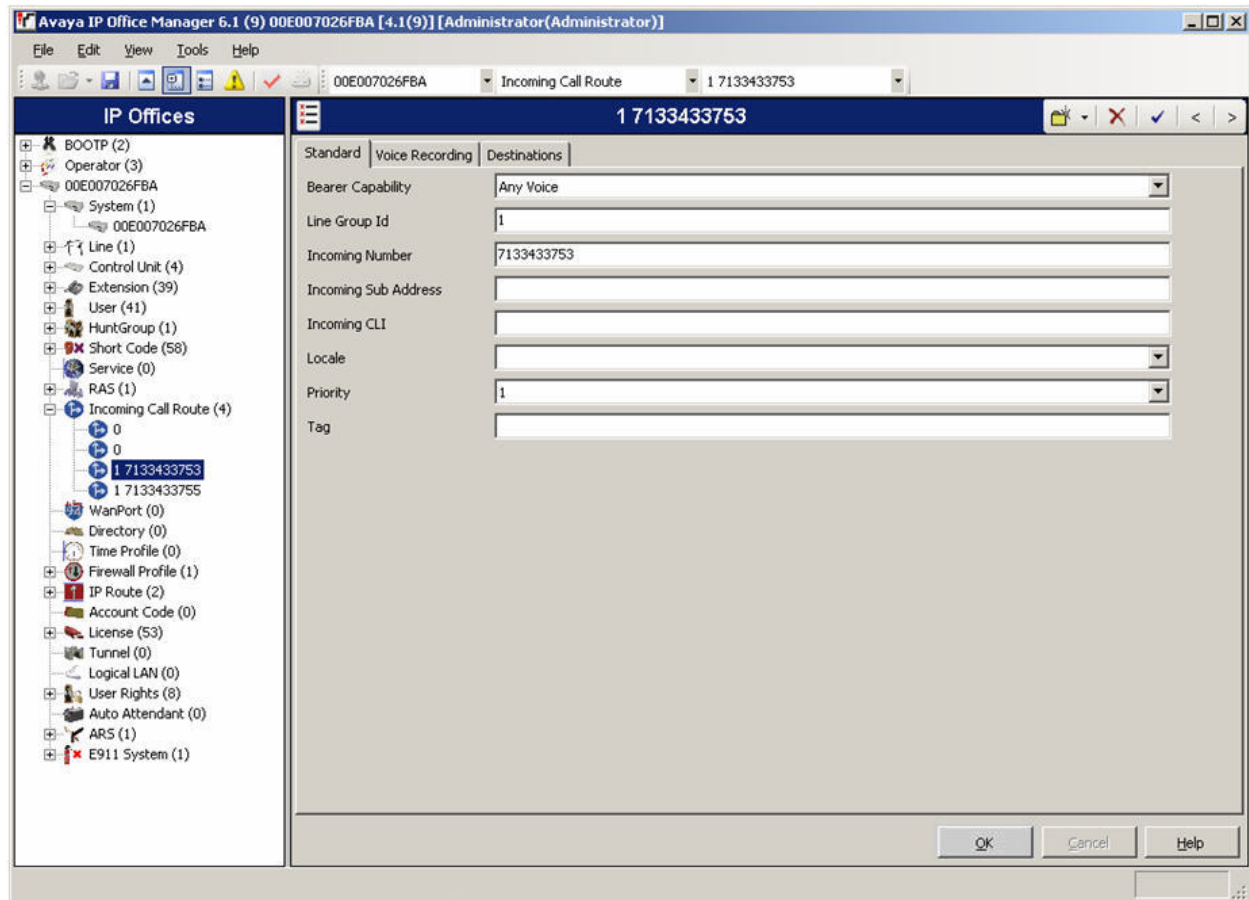 Avaya IP Office Manager 6.1 (9) 00E007026FBA [4.1(9)] [Administrator(Administrator)]
File Edit View Tools Help
00E007026FBA Incoming Call Route 1 7133433753
IP Offices
BOOTP (2)
Operator (3)
00E007026FBA
System (1)
00E007026FBA
Line (1)
Control Unit (4)
Extension (39)
User (41)
HuntGroup (1)
Short Code (58)
Service (0)
RAS (1)
Incoming Call Route (4)
0
0
1 7133433753
1 7133433755
WanPort (0)
Directory (0)
Time Profile (0)
Firewall Profile (1)
IP Route (2)
Account Code (0)
License (53)
Tunnel (0)
Logical LAN (0)
User Rights (8)
Auto Attendant (0)
ARS (1)
E911 System (1)
1 7133433753
Standard Voice Recording Destinations
Bearer Capability Any Voice
Line Group Id 1
Incoming Number 7133433753
Incoming Sub Address
Incoming CLI
Locale
Priority 1
Tag
OK Cancel Help